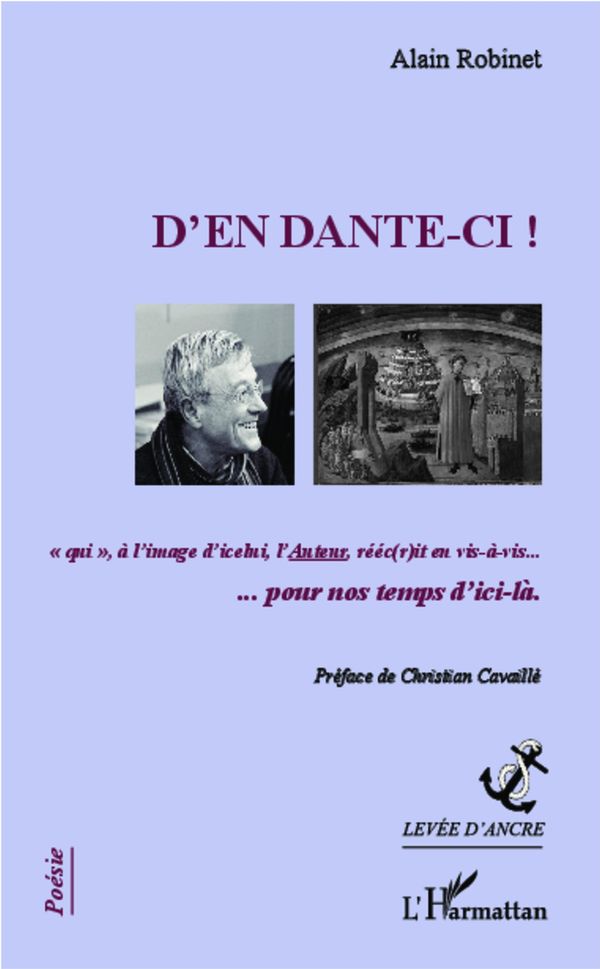 Alain Robinet
D'EN DANTE-CI !
« qui », à l'image d'icelui, l'Auteur, rééc(r)it en vis-à-vis...
... pour nos temps d'ici-là.
Préface de Christian Cavaillé
LEVÉE D'ANCRE
Poésie
L'Harmattan